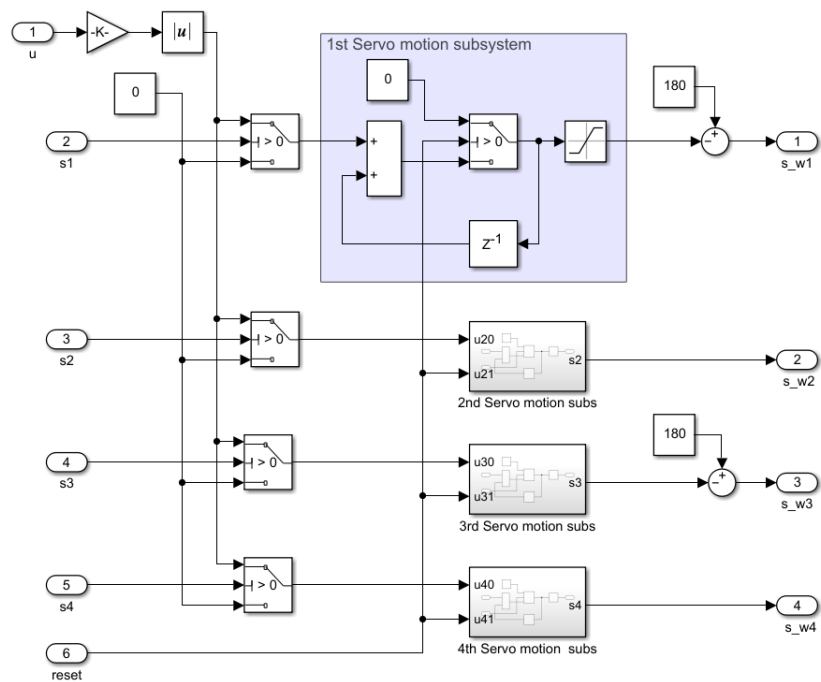 1
u
-K-
|u|
1st Servo motion subsystem
0
0
180
2
s1
> 0
+
+
> 0
−
+
1
s_w1
Z-1
3
s2
> 0
u20
u21
s2
2nd Servo motion subs
2
s_w2
180
4
s3
> 0
u30
u31
s3
3rd Servo motion subs
−
+
3
s_w3
5
s4
> 0
u40
u41
s4
4th Servo motion subs
4
s_w4
6
reset